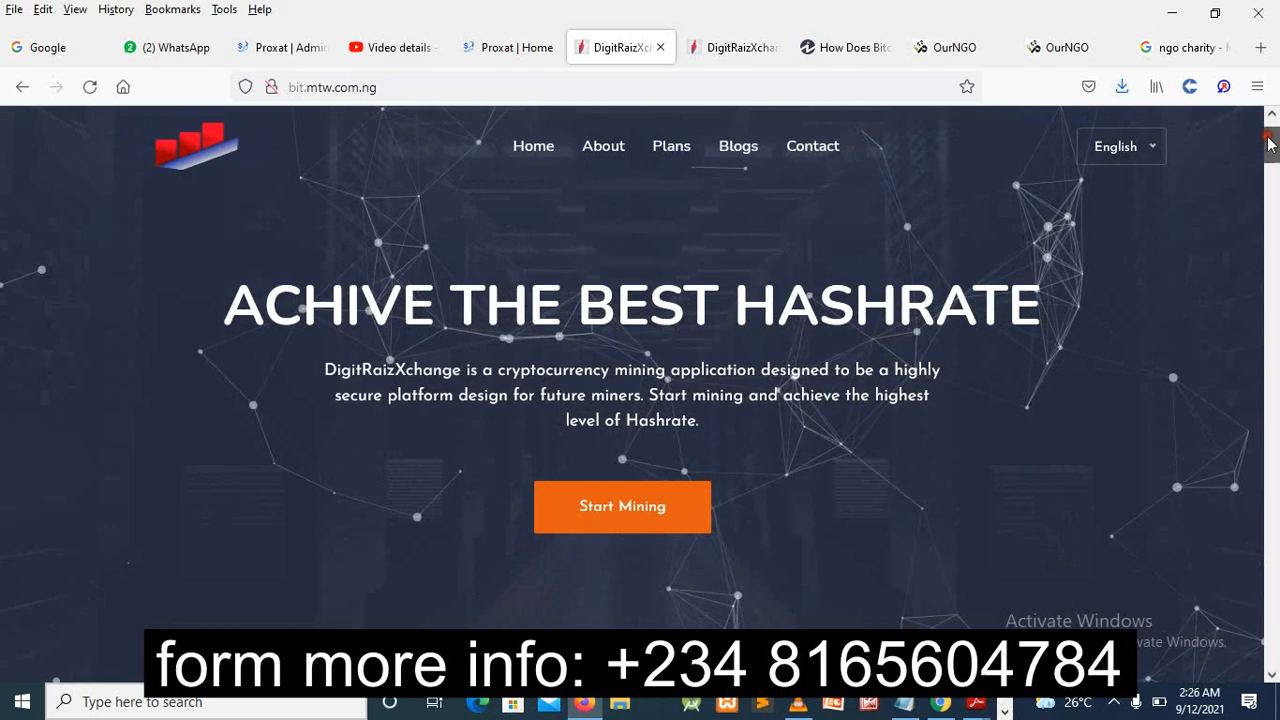 File Edit View History Bookmarks Tools Help
Google (2) WhatsApp Proxat | Admi Video details - Proxat | Home DigitRaizXc DigitRaizXchan How Does Bitc OurNGO OurNGO ngo charity -
bit.mtw.com.ng
Home About Plans Blogs Contact English
ACHIVE THE BEST HASHRATE
DigitRaizXchange is a cryptocurrency mining application designed to be a highly
secure platform design for future miners. Start mining and achieve the highest
level of Hashrate.
Start Mining
Activate Windows
vate Windows.
form more info: +234 8165604784
Type here to search
26°C
2:26 AM
9/12/2021